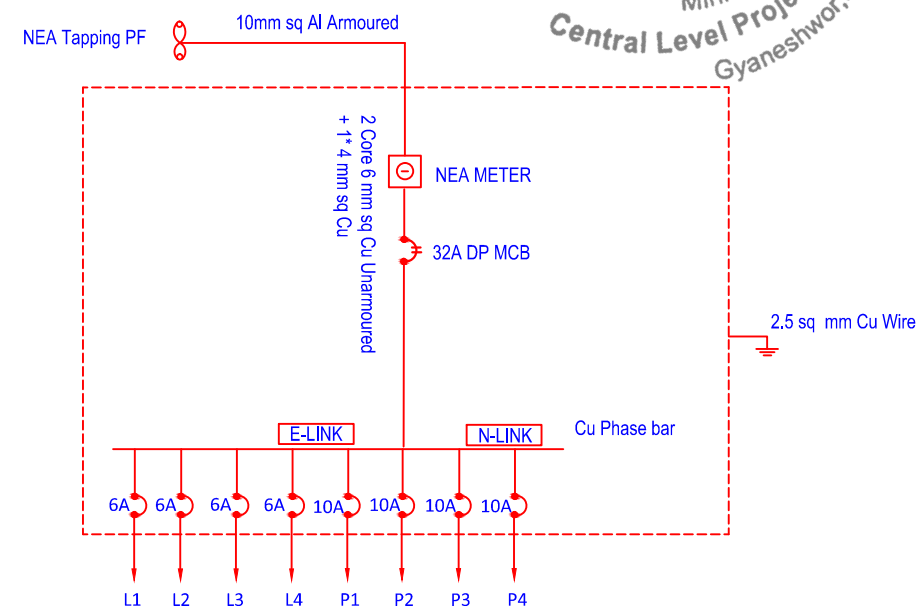 Central Level Proje
Gyaneshwor,
NEA Tapping PF
10mm sq Al Armoured
2 Core 6 mm sq Cu Unarmoured
+ 1* 4 mm sq Cu
NEA METER
32A DP MCB
2.5 sq mm Cu Wire
E-LINK
N-LINK
Cu Phase bar
6A 6A 6A 6A 10A 10A 10A 10A
L1 L2 L3 L4 P1 P2 P3 P4